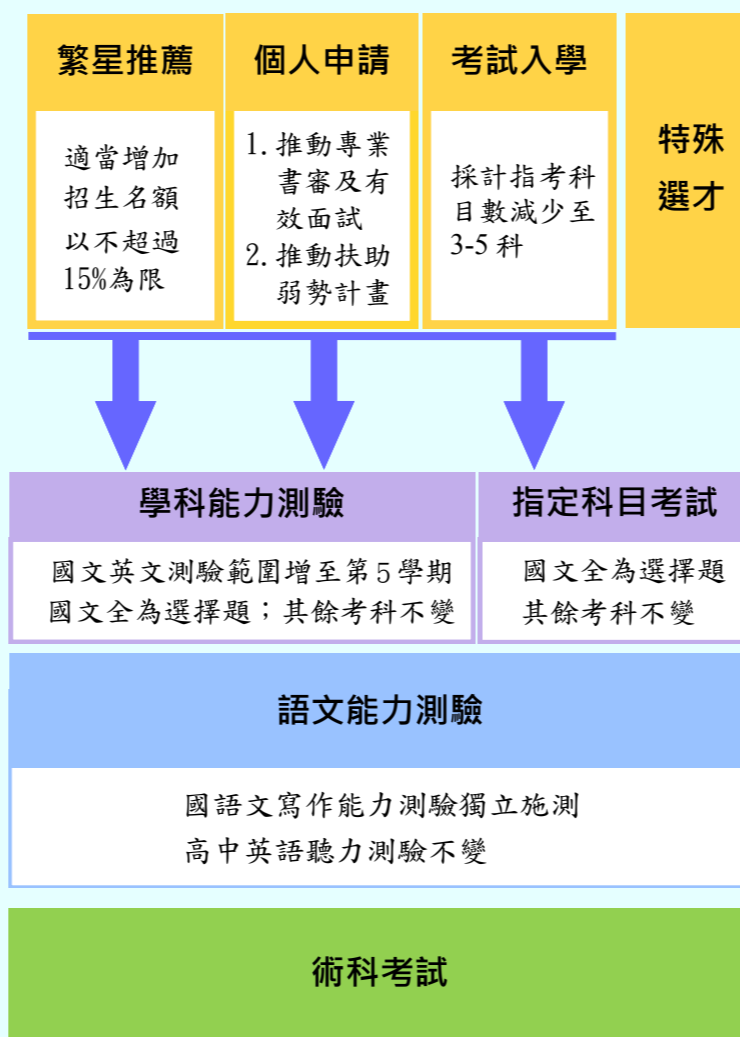 繁星推薦
適當增加
招生名額
以不超過
15%為限
個人申請
1. 推動專業
書審及有
效面試
2. 推動扶助
弱勢計畫
考試入學
採計指考科
目數減少至
3-5 科
特殊
選才
學科能力測驗
國文英文測驗範圍增至第 5 學期
國文全為選擇題；其餘考科不變
指定科目考試
國文全為選擇題
其餘考科不變
語文能力測驗
國語文寫作能力測驗獨立施測
高中英語聽力測驗不變
術科考試